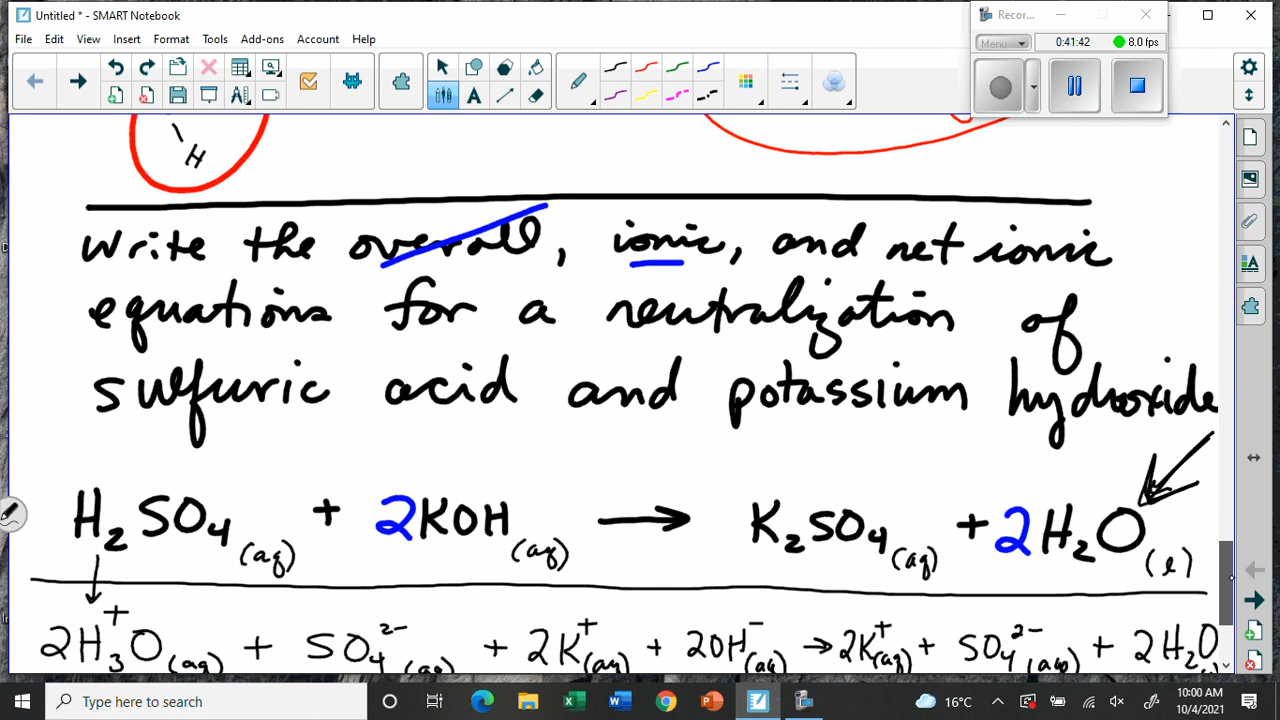 Untitled * - SMART Notebook
Recor...
File Edit View Insert Format Tools Add-ons Account Help
Menu 0:41:42 8.0 fps
H
Write the overall, ionic, and net ionic
equations for a neutralization of
sulfuric acid and potassium hydroxide
H₂SO₄(aq) + 2KOH(aq) → K₂SO₄(aq) + 2H₂O(l)
2H₃⁺O(aq) + SO₄²⁻(aq) + 2K⁺(aq) + 2OH⁻(aq) → 2K⁺(aq) + SO₄²⁻(aq) + 2H₂O
Type here to search
16°C
10:00 AM
10/4/2021